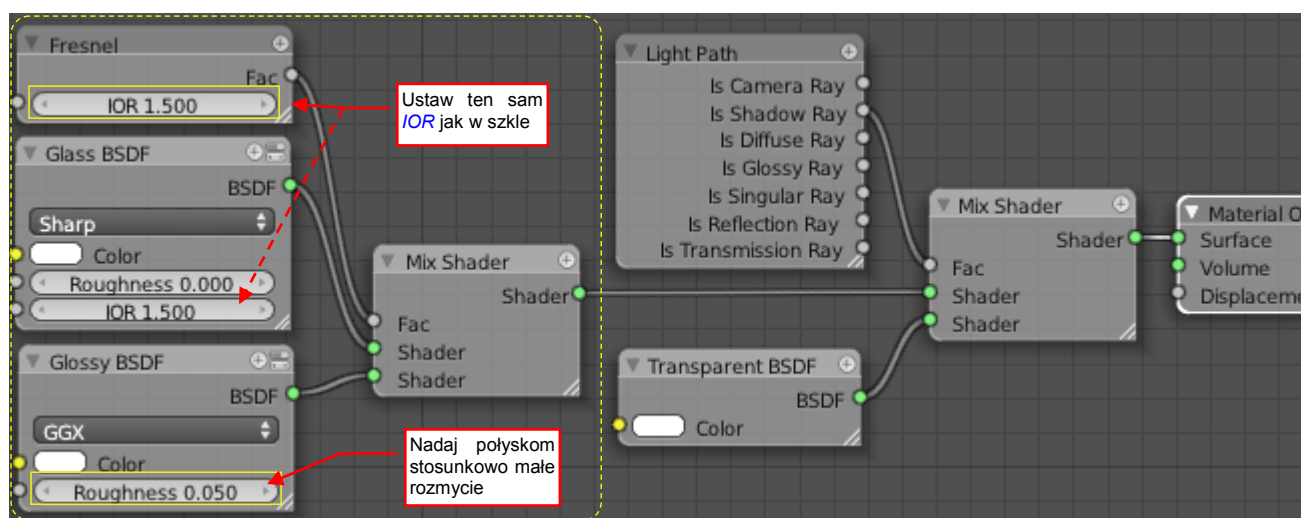 Fresnel
Fac
IOR 1.500
Ustaw ten sam
IOR jak w szkle
Glass BSDF
BSDF
Sharp
Color
Roughness 0.000
IOR 1.500
Glossy BSDF
BSDF
GGX
Color
Roughness 0.050
Nadaj połyskom
stosunkowo małe
rozmycie
Mix Shader
Shader
Fac
Shader
Shader
Light Path
Is Camera Ray
Is Shadow Ray
Is Diffuse Ray
Is Glossy Ray
Is Singular Ray
Is Reflection Ray
Is Transmission Ray
Transparent BSDF
BSDF
Color
Mix Shader
Shader
Fac
Shader
Shader
Material O
Surface
Volume
Displaceme